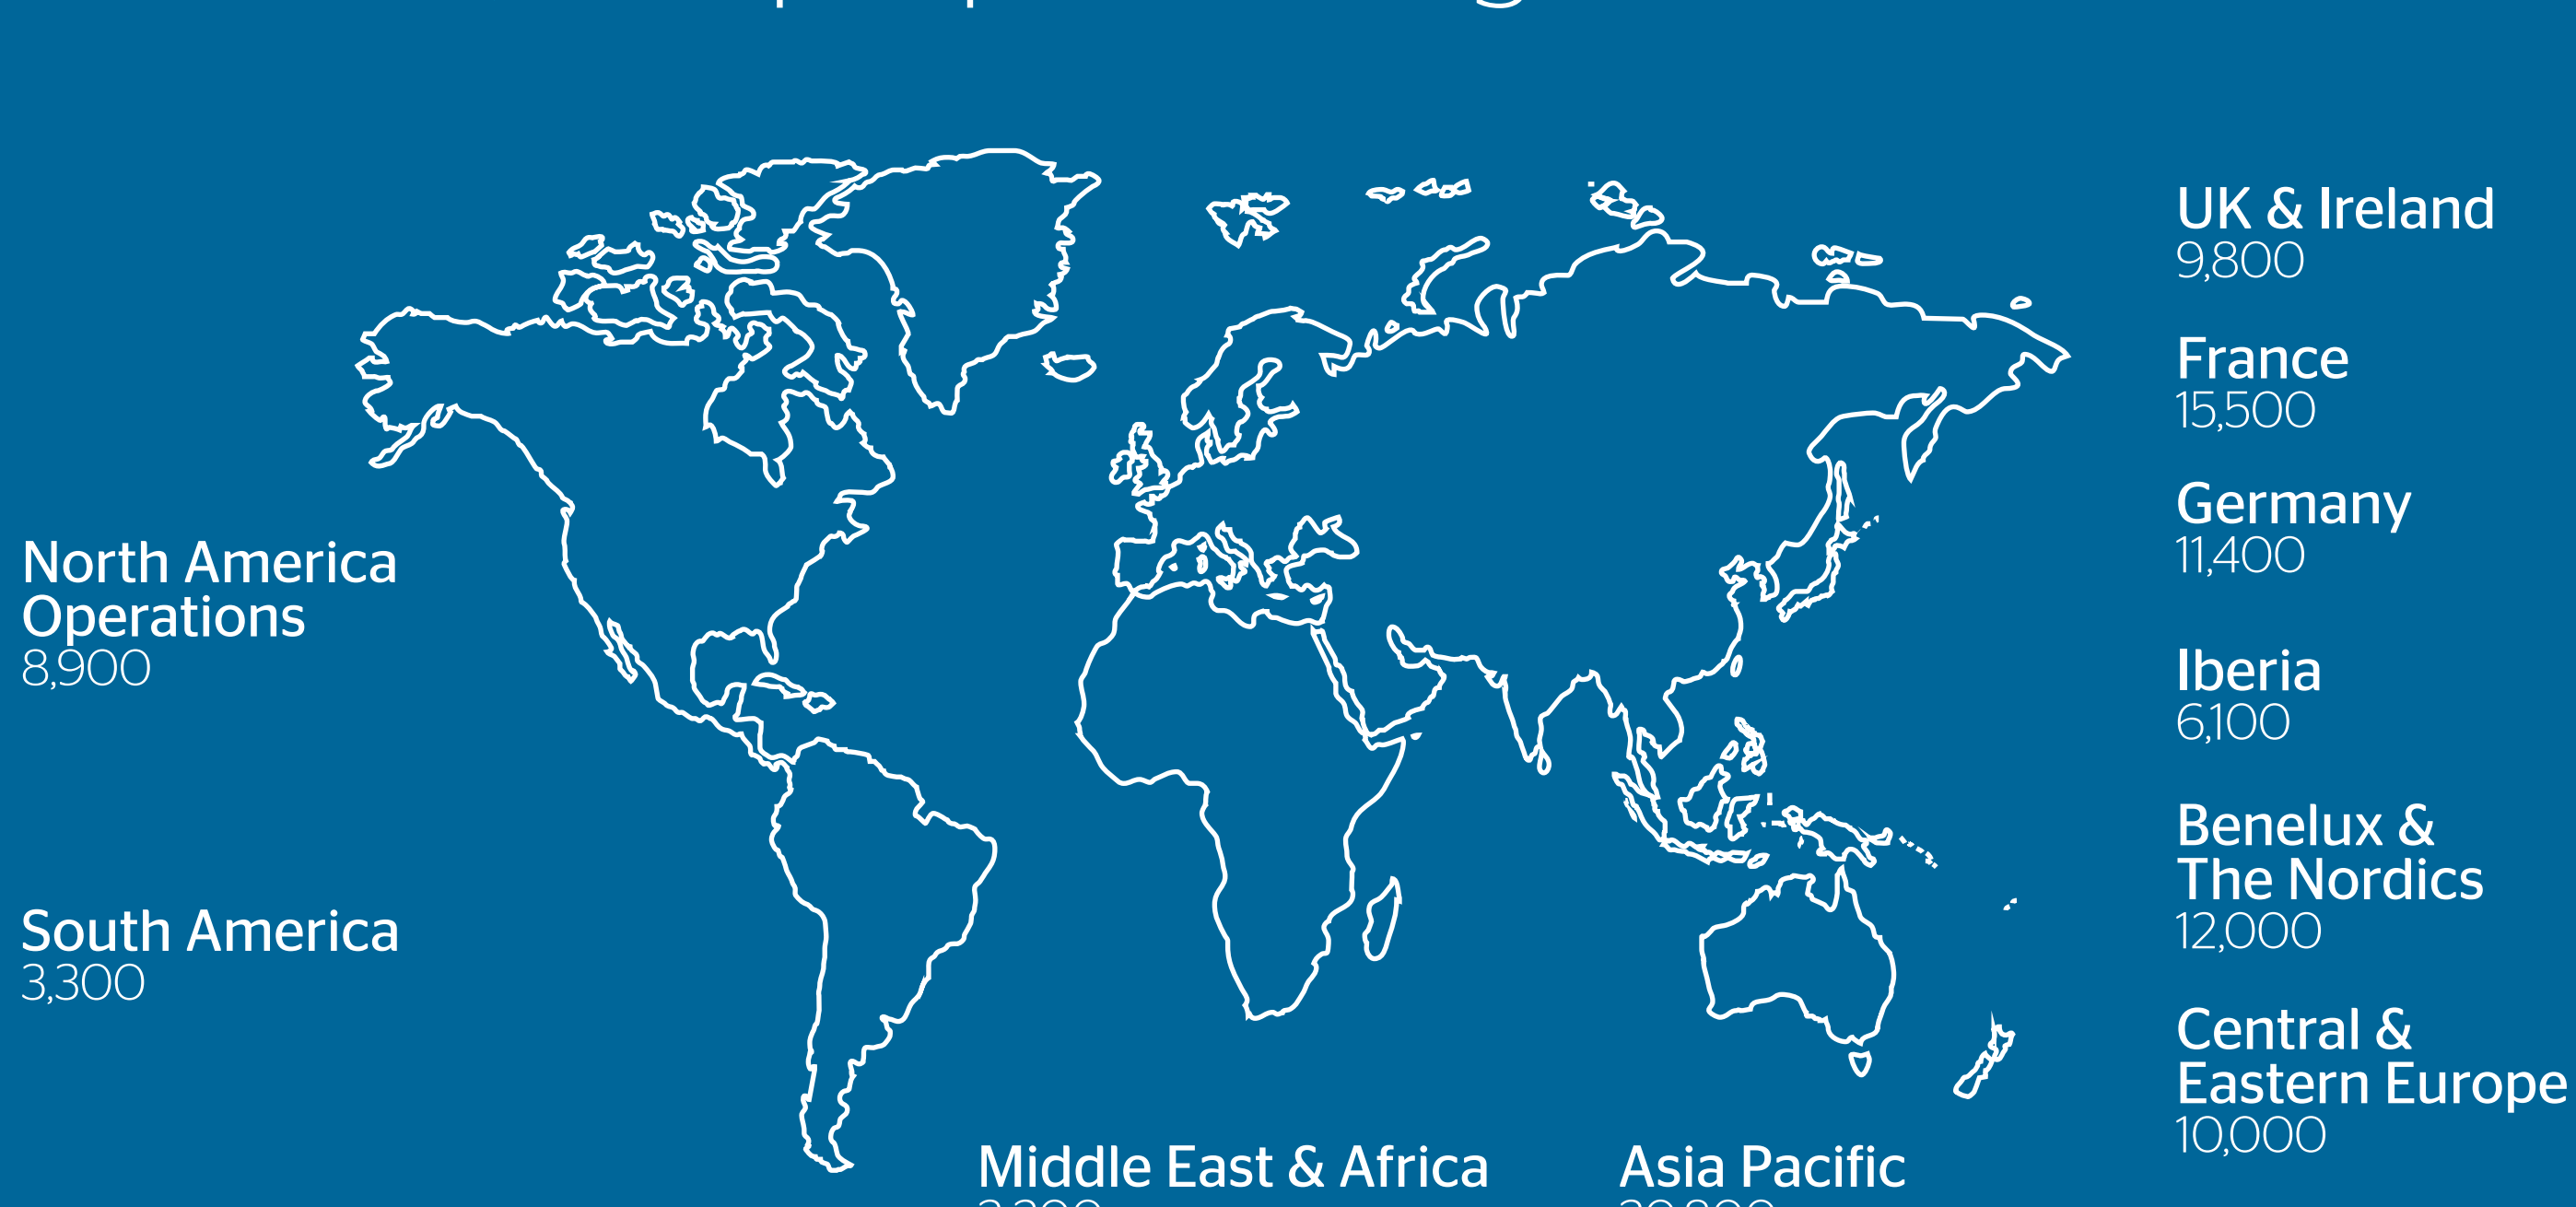 UK & Ireland
9,800
France
15,500
Germany
11,400
North America
Operations
8,900
Iberia
6,100
Benelux &
The Nordics
12,000
South America
3,300
Central &
Eastern Europe
10,000
Middle East & Africa
Asia Pacific